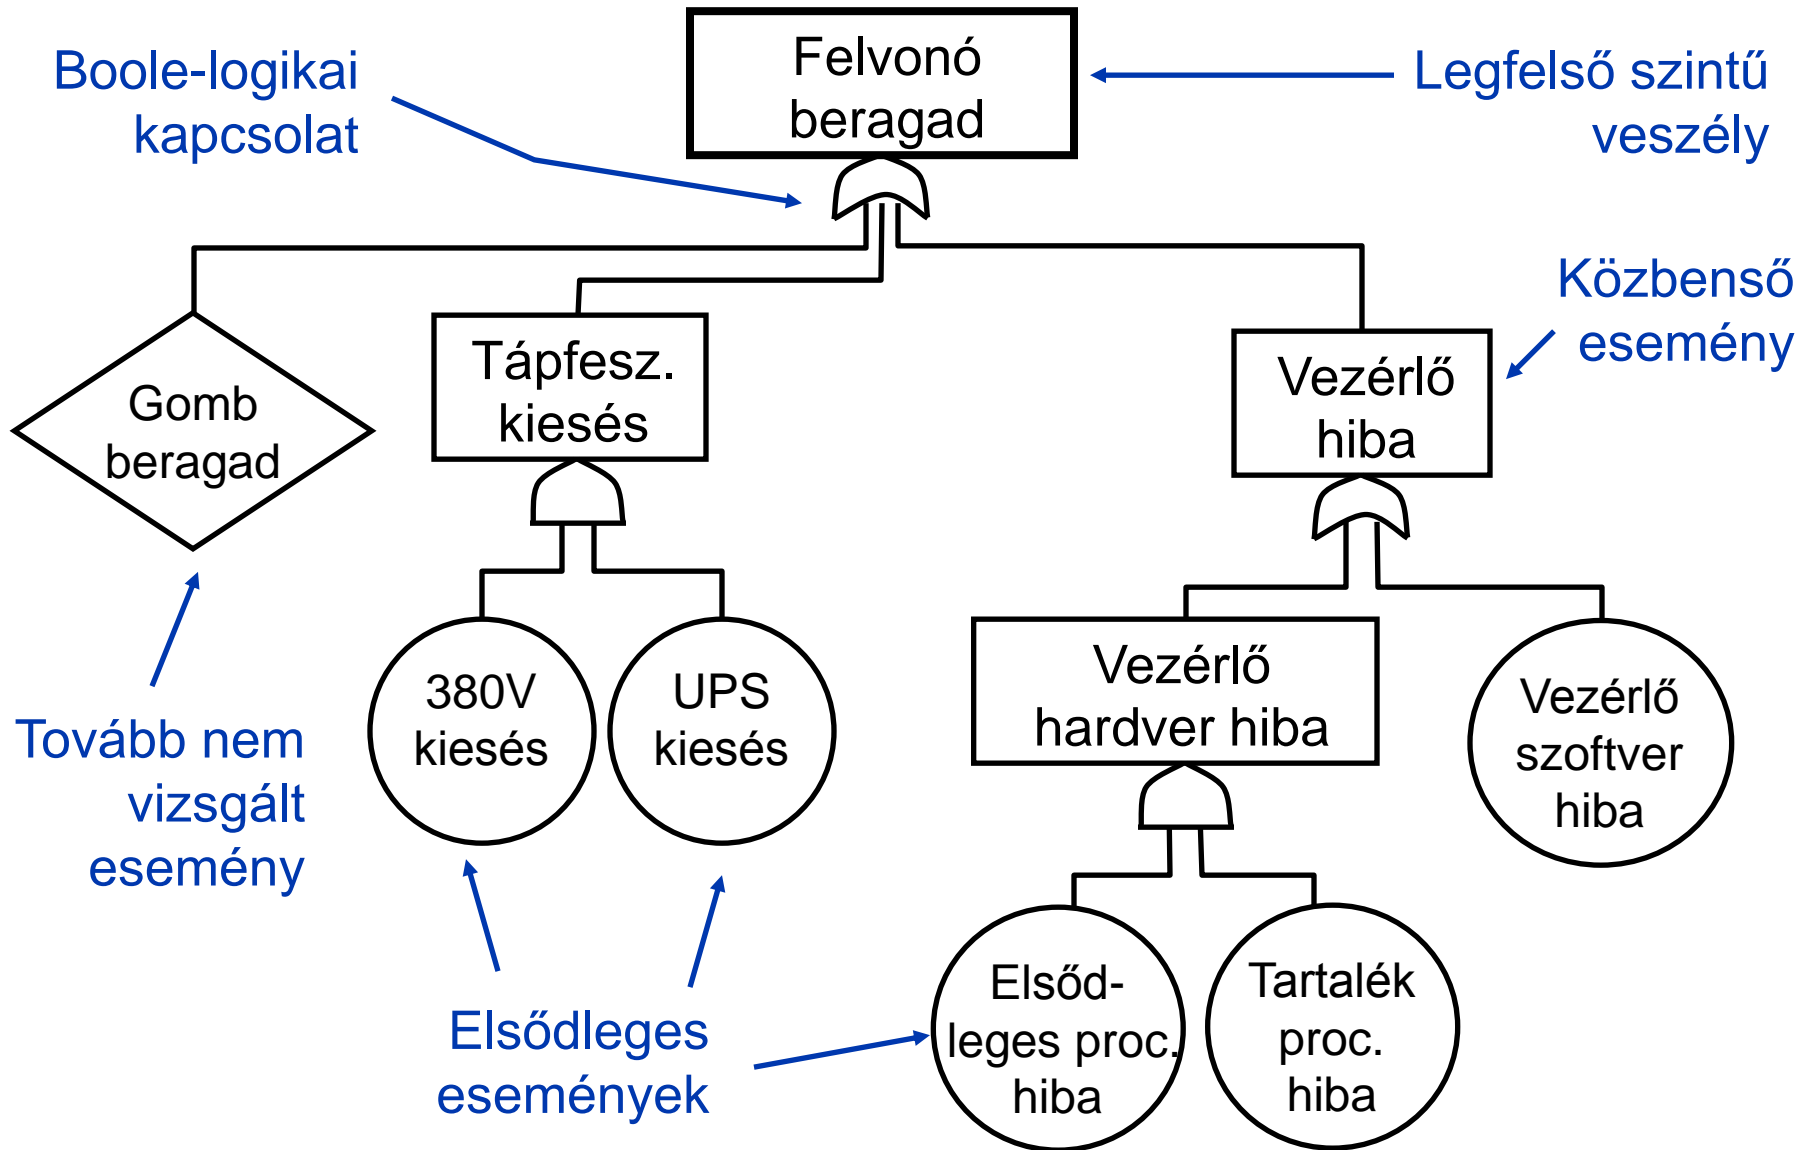 Felvonó
beragad
Boole-logikai
kapcsolat
Legfelső szintű
veszély
Közbenső
esemény
Gomb
beragad
Tápfesz.
kiesés
Vezérlő
hiba
380V
kiesés
UPS
kiesés
Vezérlő
hardver hiba
Vezérlő
szoftver
hiba
Tovább nem
vizsgált
esemény
Elsődleges
események
Elsőd-
leges proc.
hiba
Tartalék
proc.
hiba